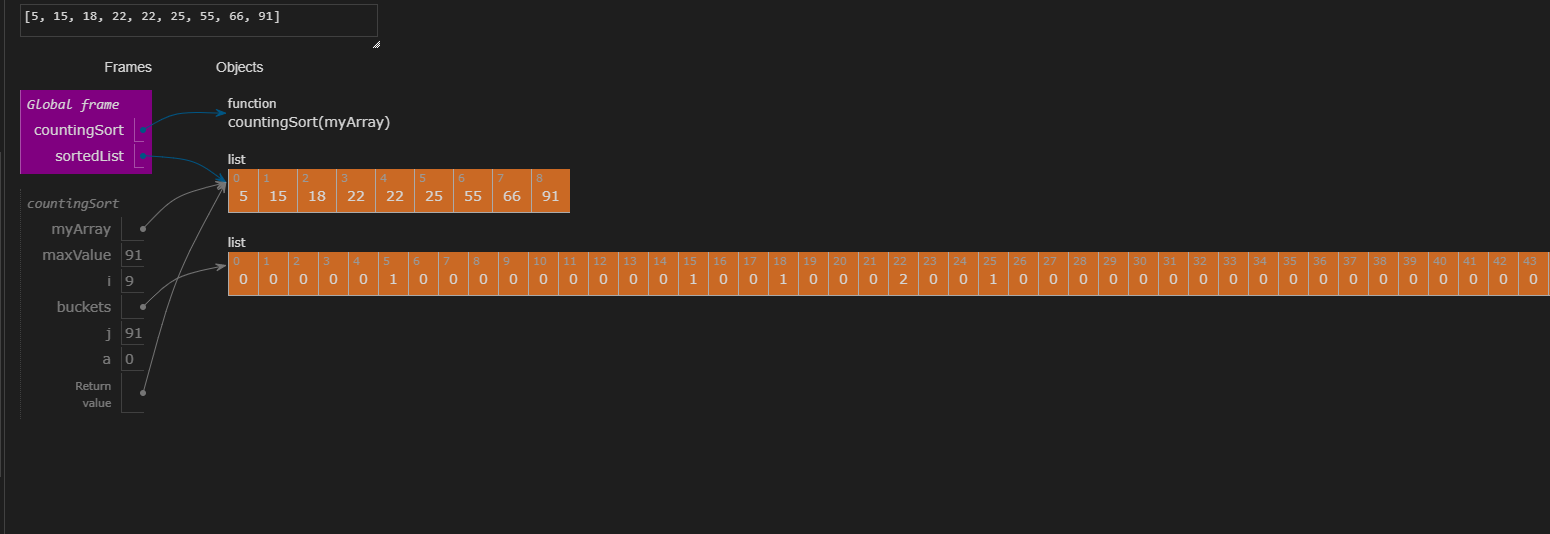 [5, 15, 18, 22, 22, 25, 55, 66, 91]
Frames Objects
Global frame
countingSort
sortedList
function
countingSort(myArray)
list
0 1 2 3 4 5 6 7 8
5 15 18 22 22 25 55 66 91
countingSort
myArray
maxValue 91
i 9
buckets
j 91
a 0
Return
value
list
0 1 2 3 4 5 6 7 8 9 10 11 12 13 14 15 16 17 18 19 20 21 22 23 24 25 26 27 28 29 30 31 32 33 34 35 36 37 38 39 40 41 42 43
0 0 0 0 0 1 0 0 0 0 0 0 0 0 0 1 0 0 1 0 0 0 2 0 0 1 0 0 0 0 0 0 0 0 0 0 0 0 0 0 0 0 0 0